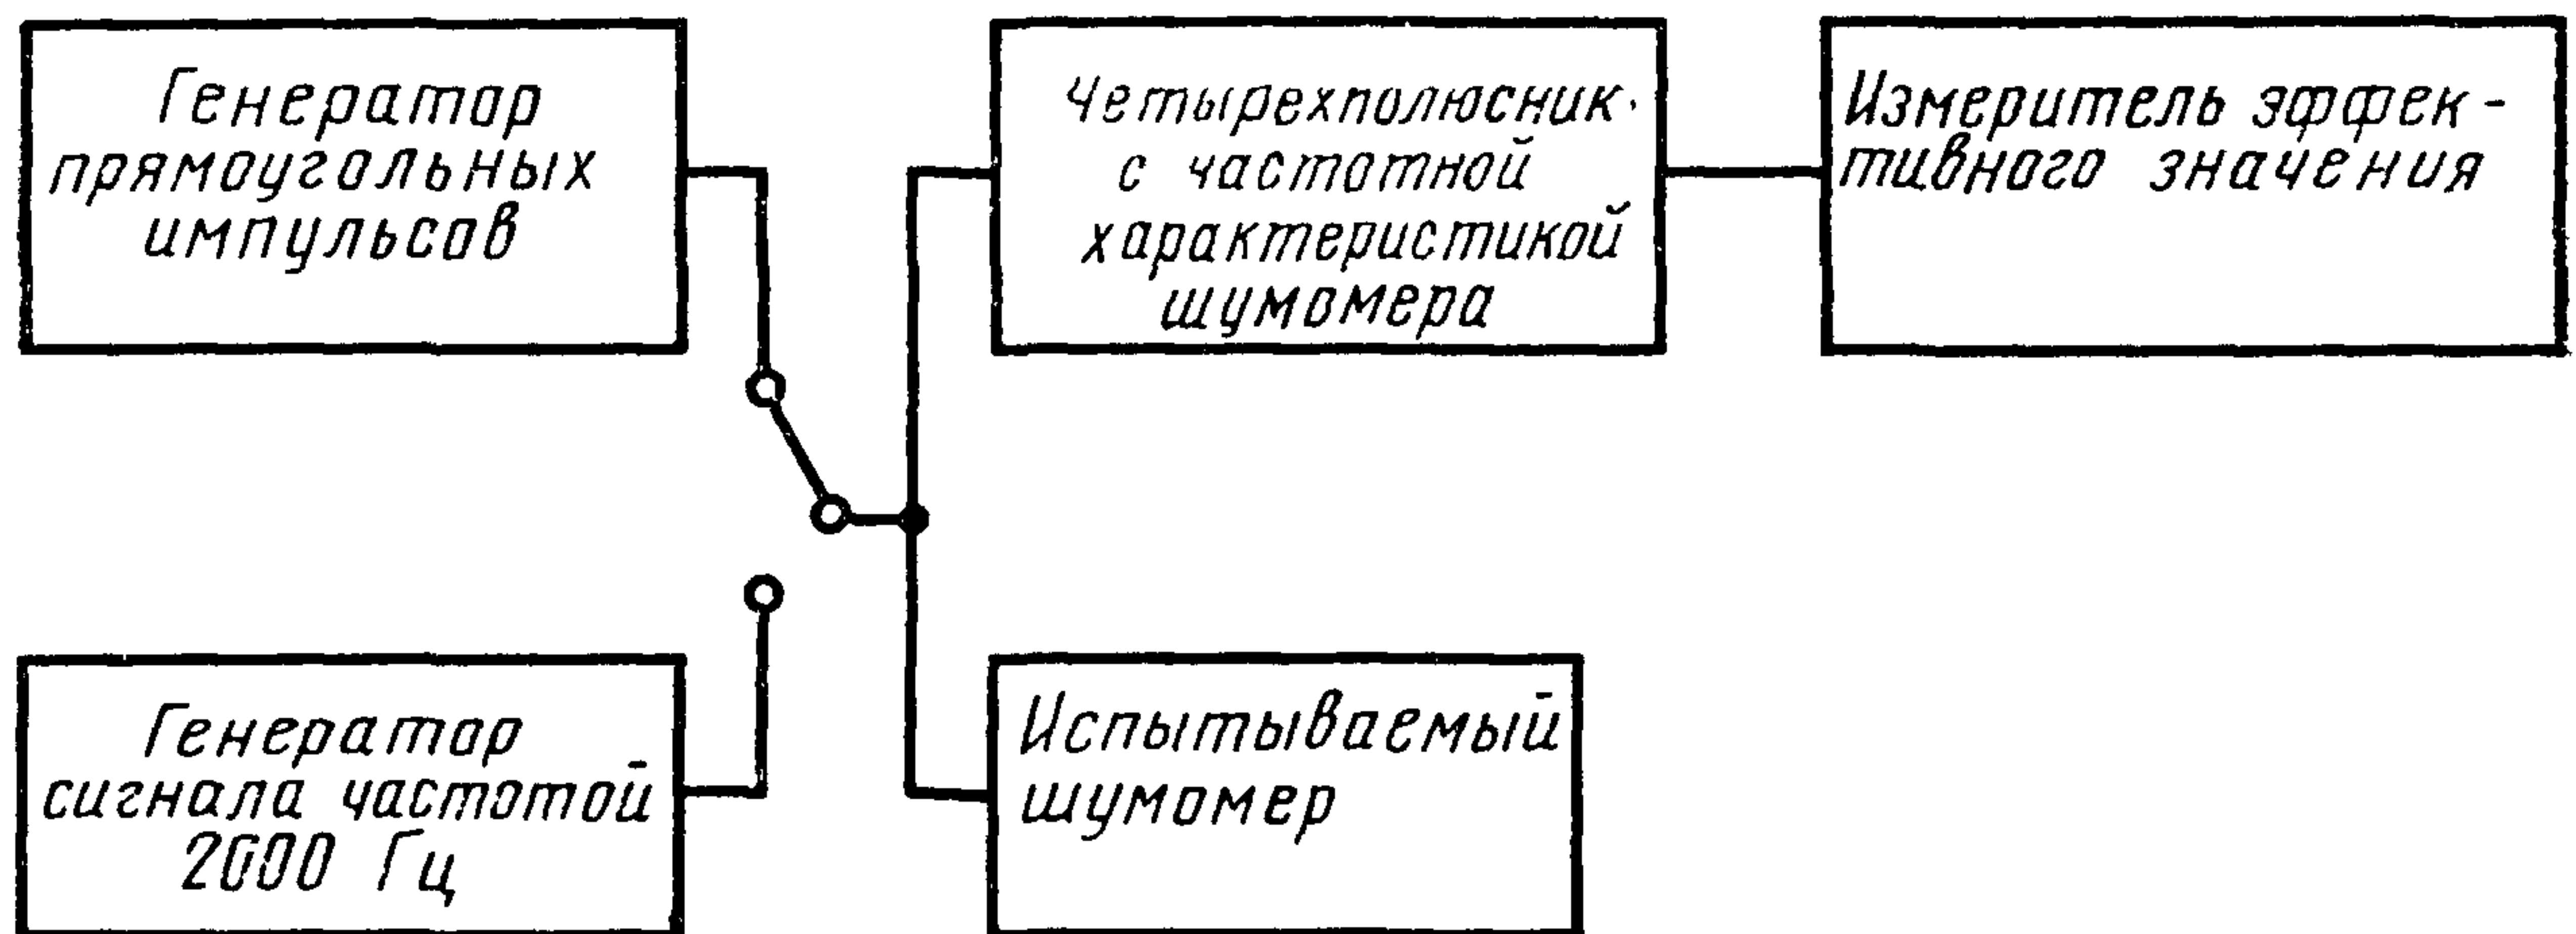 Генератор
прямоугольных
импульсов
Четырехполюсник
с частотной
характеристикой
шумомера
Измеритель эффек-
тивного значения
Генератор
сигнала частотой
2000 Гц
Испытываемый
шумомер